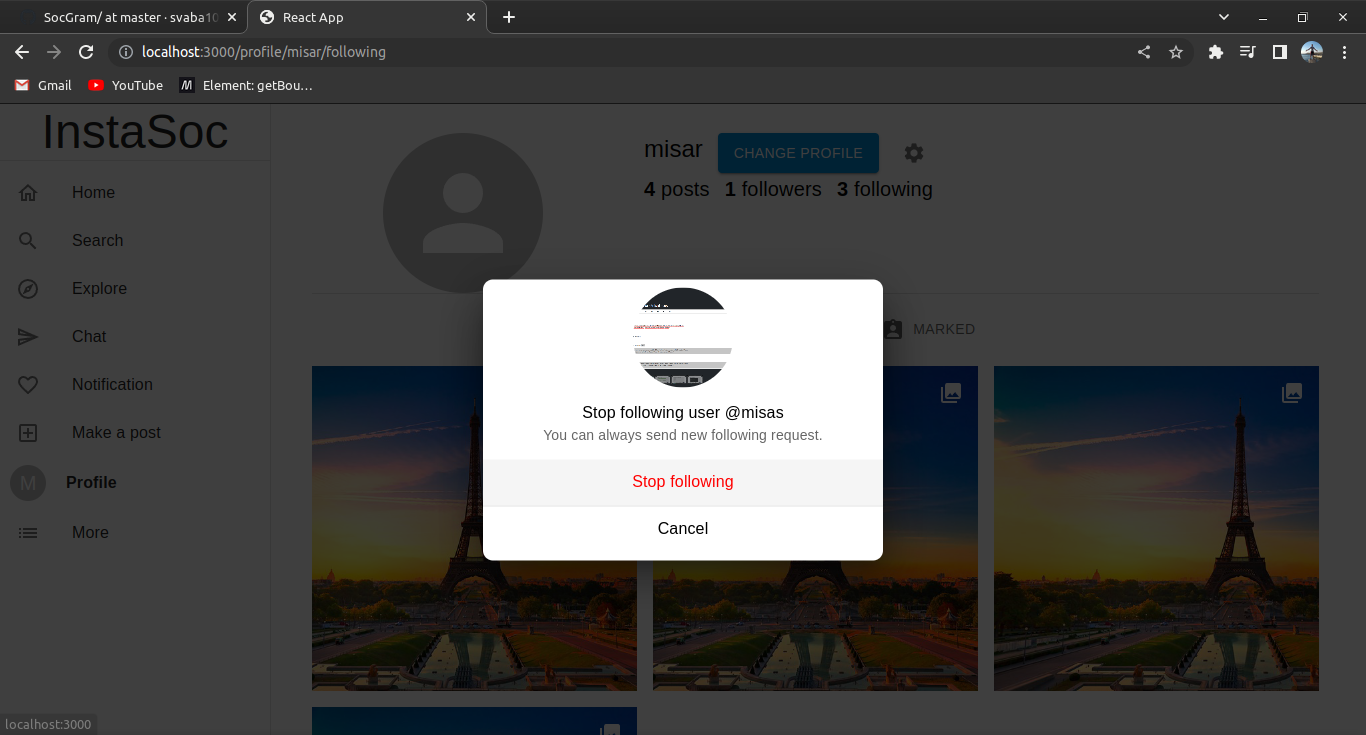 SocGram/ at master · svaba10
React App
localhost:3000/profile/misar/following
Gmail
YouTube
Element: getBou…
InstaSoc
Home
Search
Explore
Chat
Notification
Make a post
M
Profile
More
misar
CHANGE PROFILE
4 posts 1 followers 3 following
MARKED
Stop following user @misas
You can always send new following request.
Stop following
Cancel
localhost:3000